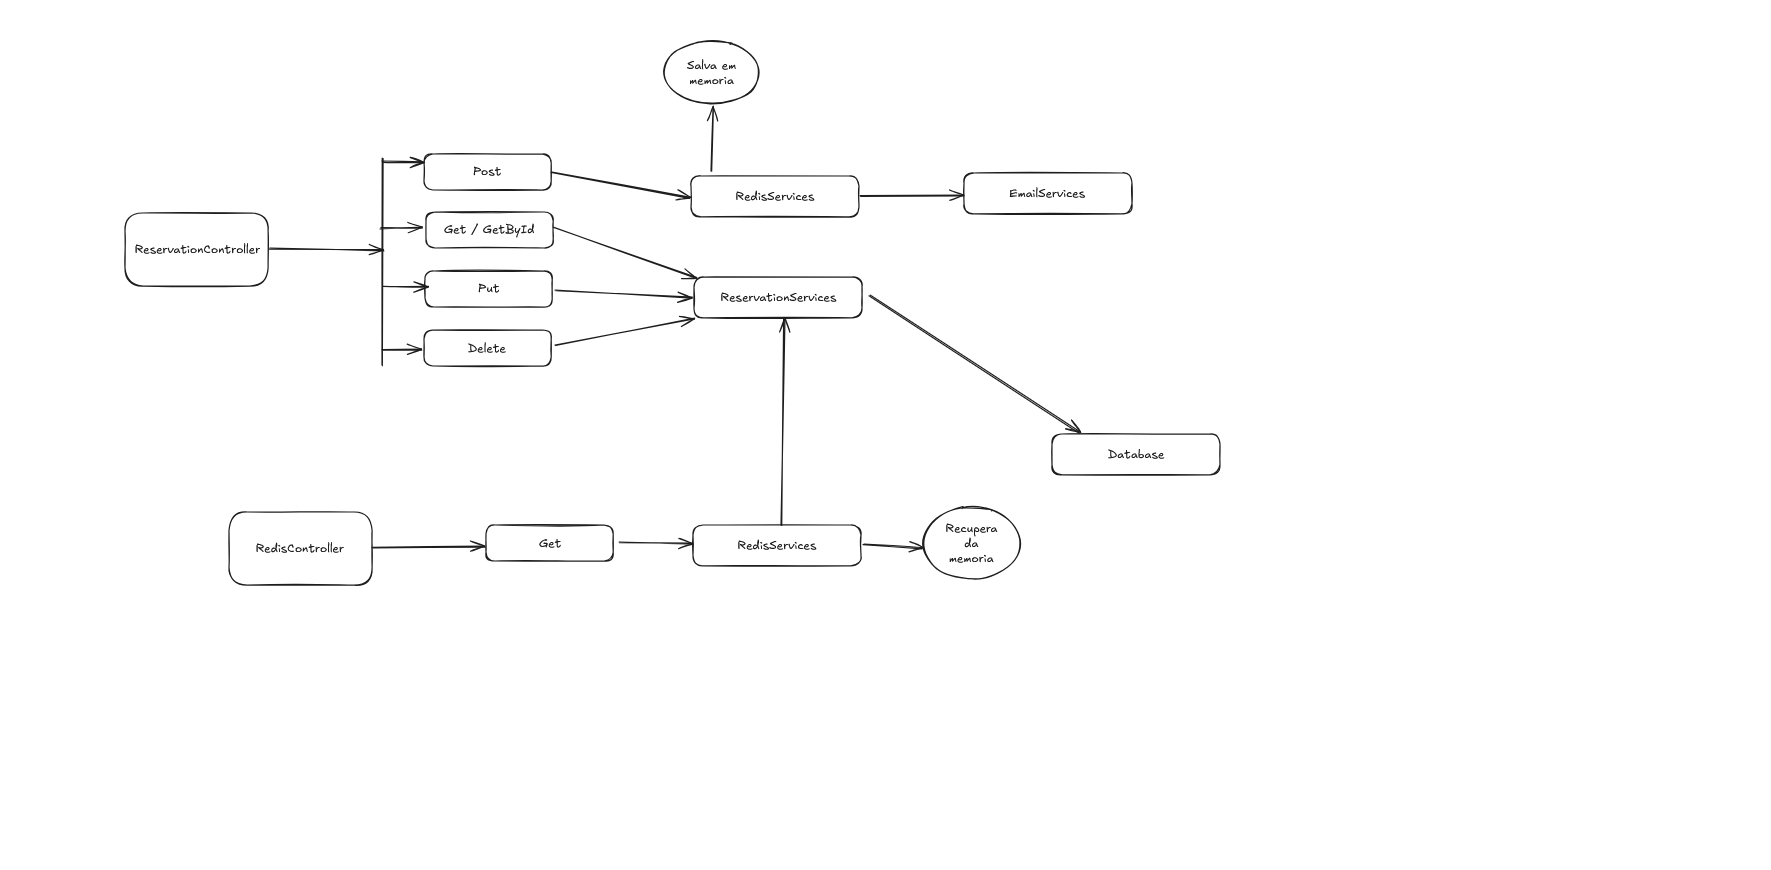 Salva em
memoria
Post
RedisServices
EmailServices
Get / GetById
ReservationController
Put
ReservationServices
Delete
Database
RedisController
Get
RedisServices
Recupera
da
memoria